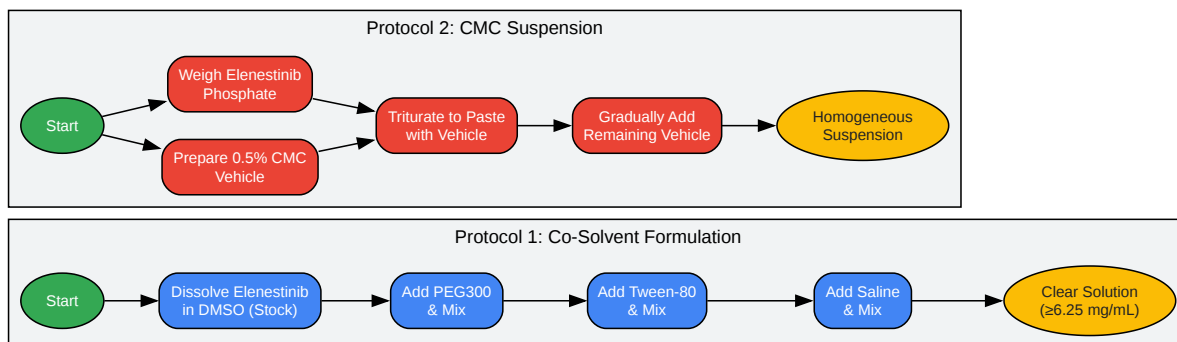 Protocol 2: CMC Suspension
Start
Weigh Elenestinib
Phosphate
Prepare 0.5% CMC
Vehicle
Triturate to Paste
with Vehicle
Gradually Add
Remaining Vehicle
Homogeneous
Suspension
Protocol 1: Co-Solvent Formulation
Start
Dissolve Elenestinib
in DMSO (Stock)
Add PEG300
& Mix
Add Tween-80
& Mix
Add Saline
& Mix
Clear Solution
(≥6.25 mg/mL)